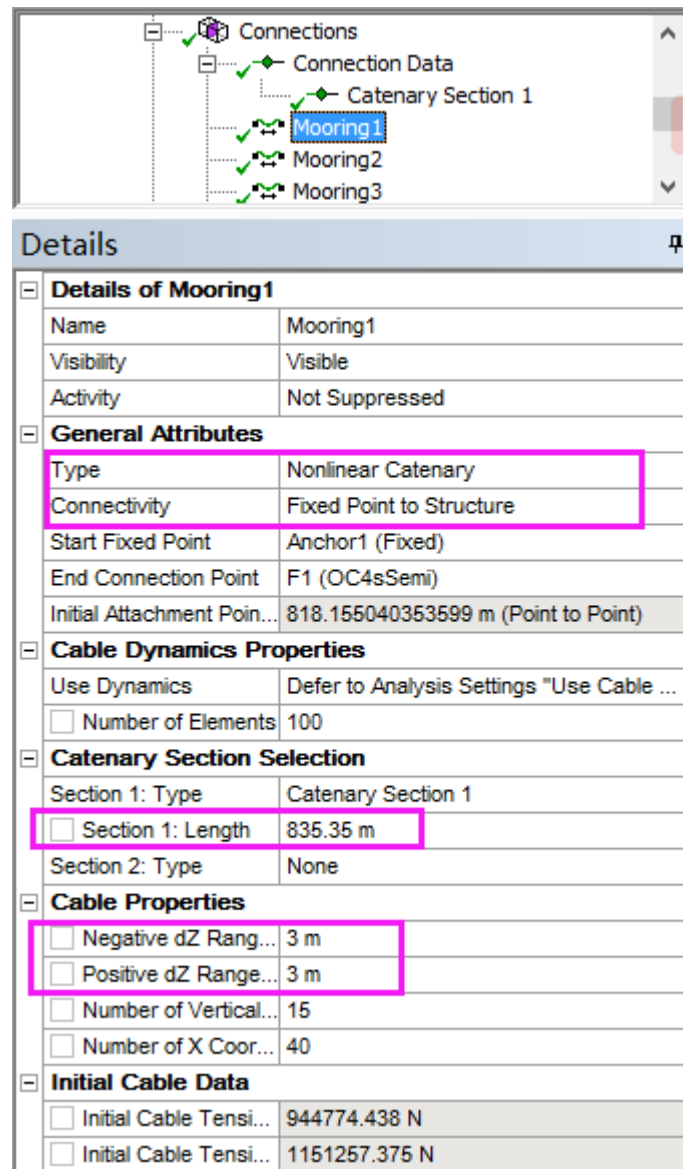 Connections
Connection Data
Catenary Section 1
Mooring1
Mooring2
Mooring3
Details
Details of Mooring1
Name Mooring1
Visibility Visible
Activity Not Suppressed
General Attributes
Type Nonlinear Catenary
Connectivity Fixed Point to Structure
Start Fixed Point Anchor1 (Fixed)
End Connection Point F1 (OC4sSemi)
Initial Attachment Poin... 818.155040353599 m (Point to Point)
Cable Dynamics Properties
Use Dynamics Defer to Analysis Settings "Use Cable ...
Number of Elements 100
Catenary Section Selection
Section 1: Type Catenary Section 1
Section 1: Length 835.35 m
Section 2: Type None
Cable Properties
Negative dZ Rang... 3 m
Positive dZ Range... 3 m
Number of Vertical... 15
Number of X Coor... 40
Initial Cable Data
Initial Cable Tensi... 944774.438 N
Initial Cable Tensi... 1151257.375 N